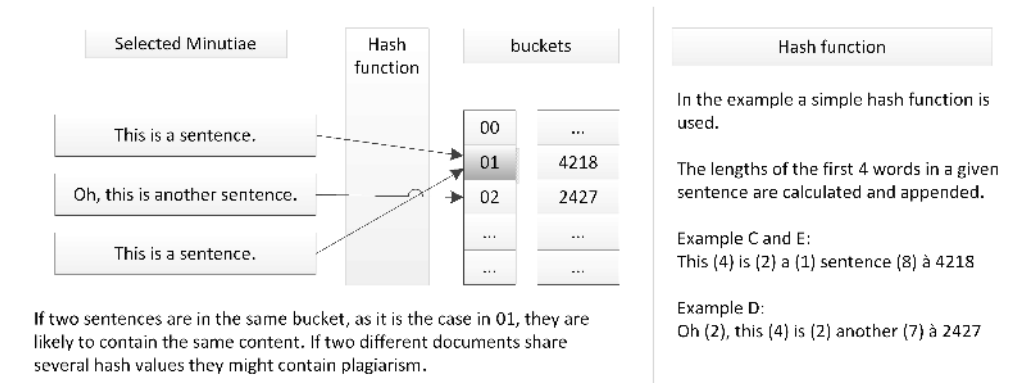 Selected Minutiae
Hash
function
buckets
This is a sentence.
Oh, this is another sentence.
This is a sentence.
00
...
01
4218
02
2427
...
...
...
...
If two sentences are in the same bucket, as it is the case in 01, they are
likely to contain the same content. If two different documents share
several hash values they might contain plagiarism.
Hash function
In the example a simple hash function is
used.
The lengths of the first 4 words in a given
sentence are calculated and appended.
Example C and E:
This (4) is (2) a (1) sentence (8) à 4218
Example D:
Oh (2), this (4) is (2) another (7) à 2427